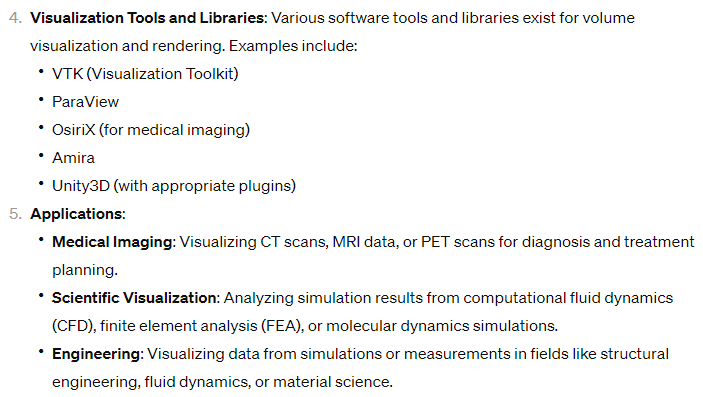 4. Visualization Tools and Libraries: Various software tools and libraries exist for volume
visualization and rendering. Examples include:
• VTK (Visualization Toolkit)
• ParaView
• OsiriX (for medical imaging)
• Amira
• Unity3D (with appropriate plugins)
5. Applications:
• Medical Imaging: Visualizing CT scans, MRI data, or PET scans for diagnosis and treatment
planning.
• Scientific Visualization: Analyzing simulation results from computational fluid dynamics
(CFD), finite element analysis (FEA), or molecular dynamics simulations.
• Engineering: Visualizing data from simulations or measurements in fields like structural
engineering, fluid dynamics, or material science.